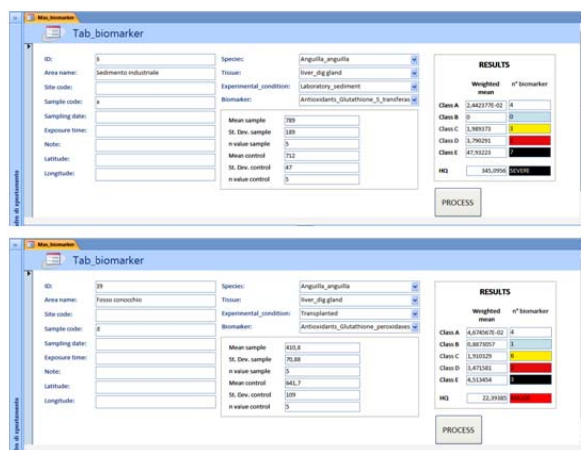 Mas_biomarker
Tab_biomarker
ID: 5
Area name: Sedimento industriale
Site code:
Sample code: a
Sampling date:
Exposure time:
Note:
Latitude:
Longitude:
Species: Anguilla_anguilla
Tissue: liver_dig gland
Experimental_condition: Laboratory_sediment
Biomarker: Antioxidants_Glutathione_S_transferas
Mean sample 789
St. Dev. sample 189
n value sample 5
Mean control 712
St. Dev. control 47
n value control 5
RESULTS
Weighted mean n° biomarker
Class A 2,442377E-02 4
Class B 0 0
Class C 1,989373 3
Class D 3,790291
Class E 47,93223 7
HQ 345,0956 SEVERE
PROCESS
Mas_biomarker
Tab_biomarker
ID: 39
Area name: Fosso conocchio
Site code:
Sample code: d
Sampling date:
Exposure time:
Note:
Latitude:
Longitude:
Species: Anguilla_anguilla
Tissue: liver_dig gland
Experimental_condition: Transplanted
Biomarker: Antioxidants_Glutathione_peroxidases
Mean sample 410,8
St. Dev. sample 70,88
n value sample 5
Mean control 641,7
St. Dev. control 109
n value control 5
RESULTS
Weighted mean n° biomarker
Class A 4,674567E-02 4
Class B 0,8873057 1
Class C 1,910329 6
Class D 3,471581
Class E 4,513454 3
HQ 22,39385 MAJOR
PROCESS